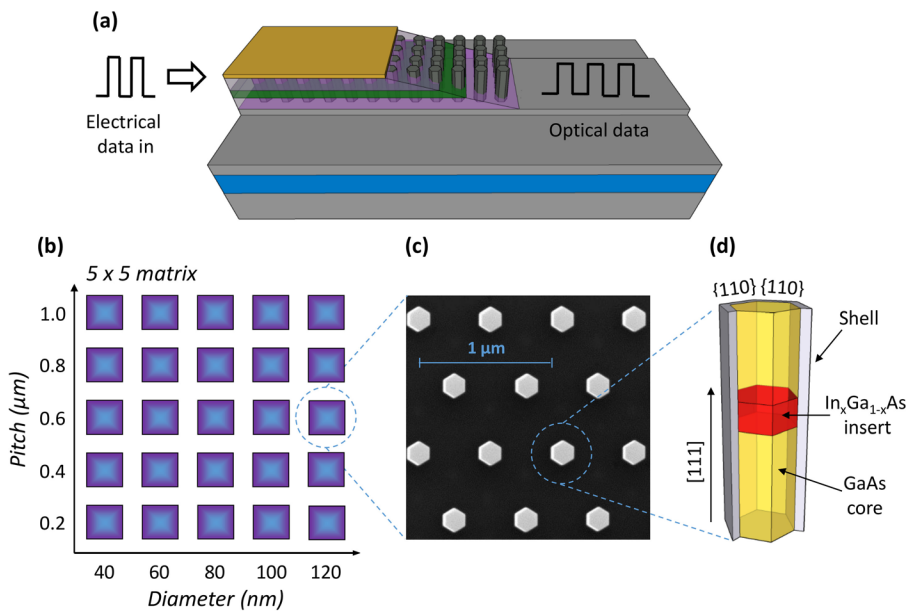 (a)
Electrical
data in
Optical data
(b)
5 x 5 matrix
1.0
0.8
0.6
0.4
0.2
Pitch (μm)
40 60 80 100 120
Diameter (nm)
(c)
1 μm
(d)
{110} {110}
Shell
InₓGa₁₋ₓAs
insert
[111]
GaAs
core